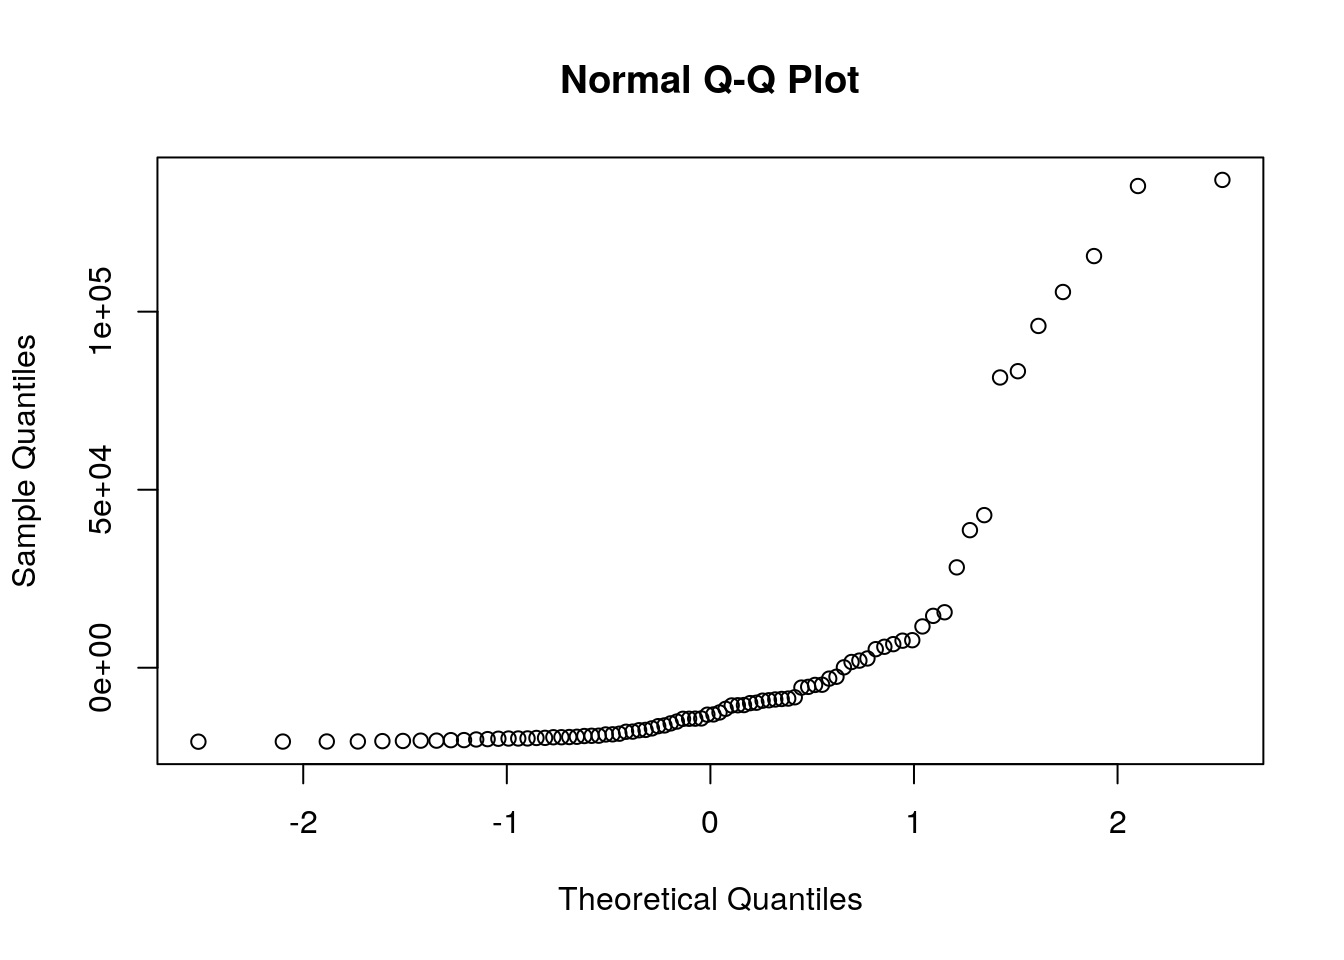 Normal Q-Q Plot
Sample Quantiles
1e+05
5e+04
0e+00
-2 -1 0 1 2
Theoretical Quantiles